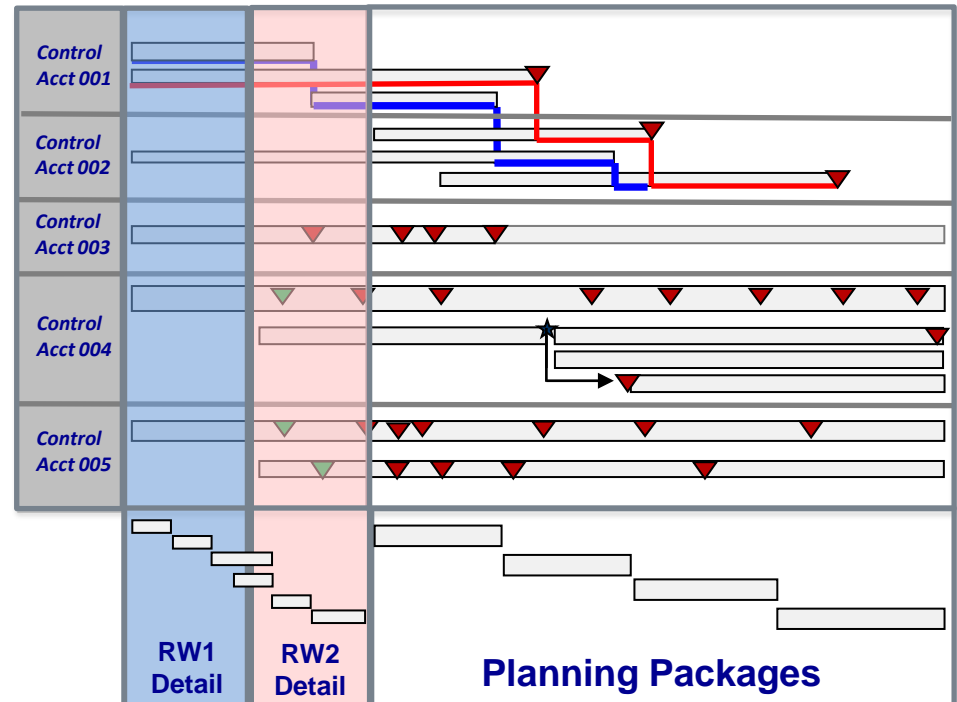 Control
Acct 001
Control
Acct 002
Control
Acct 003
Control
Acct 004
Control
Acct 005
RW1
Detail
RW2
Detail
Planning Packages